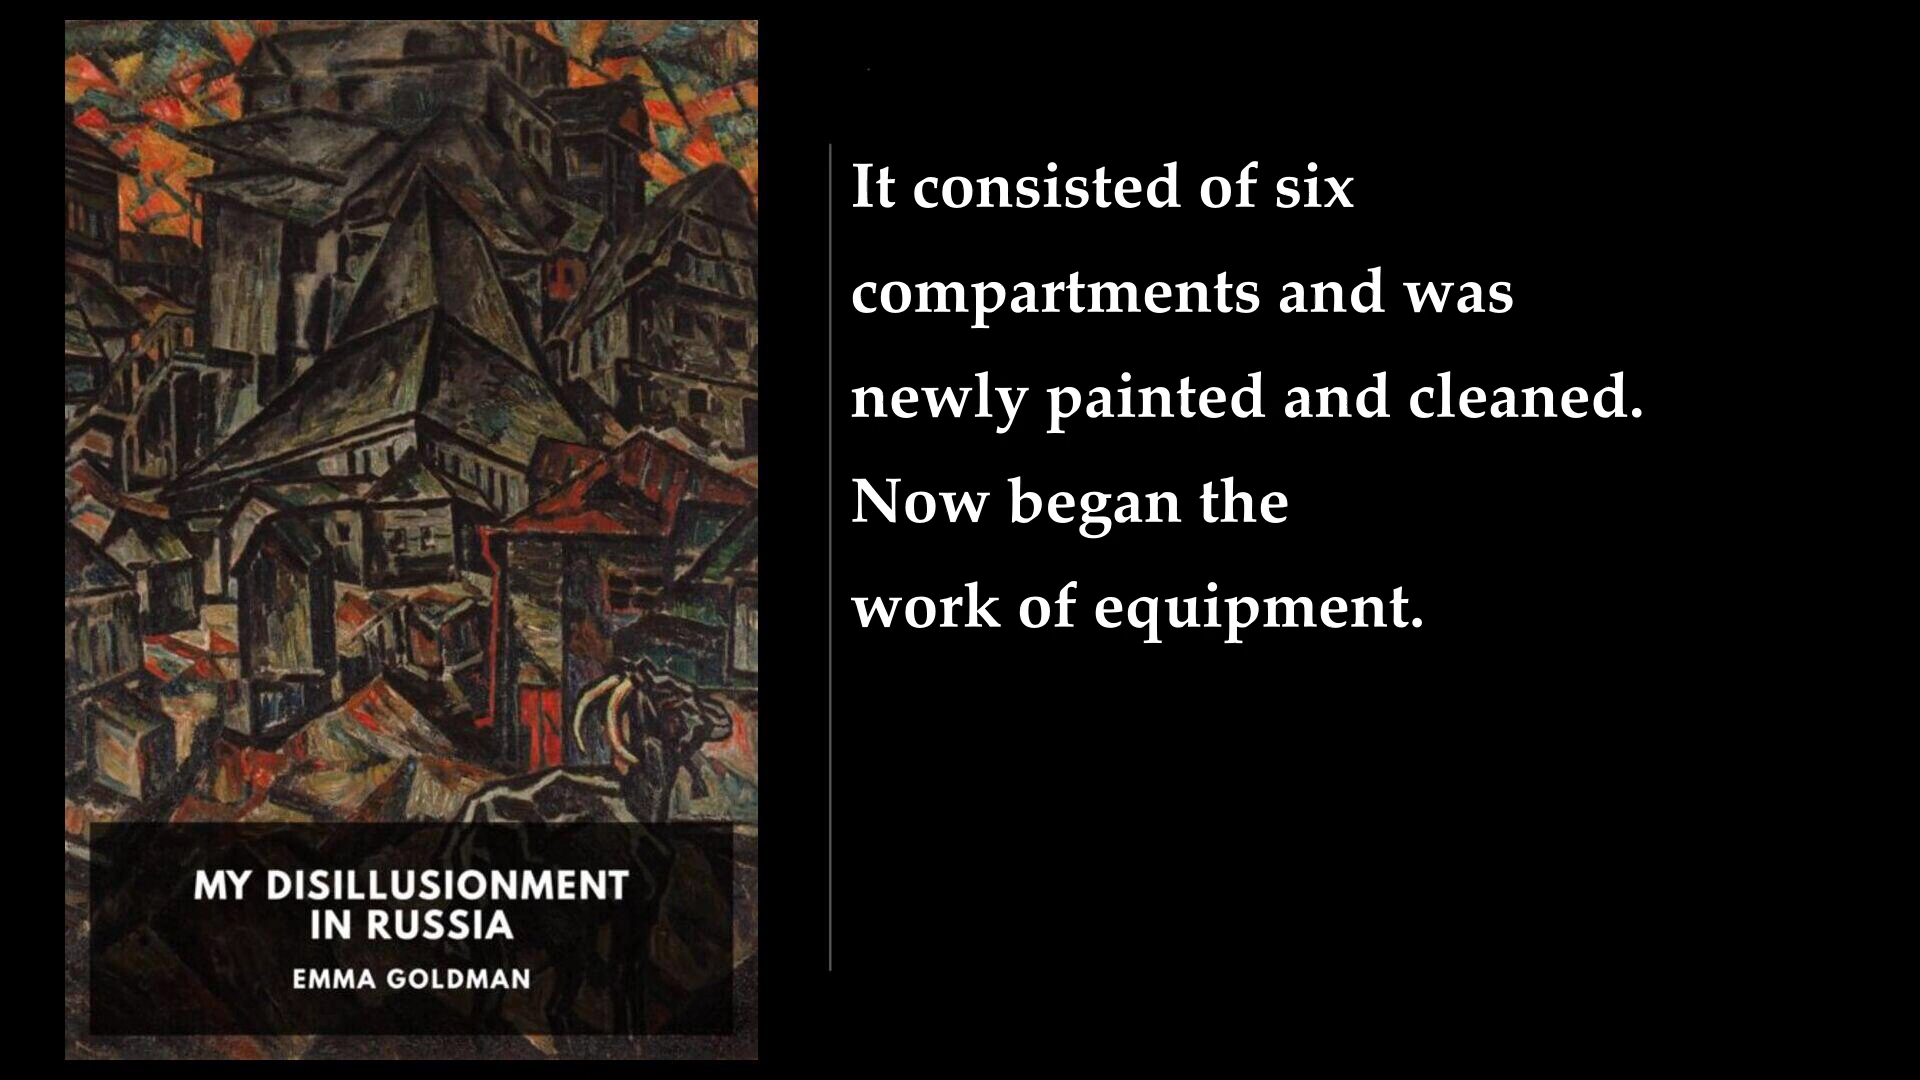 It consisted of six
compartments and was
newly painted and cleaned.
Now began the
work of equipment.
MY DISILLUSIONMENT
IN RUSSIA
EMMA GOLDMAN